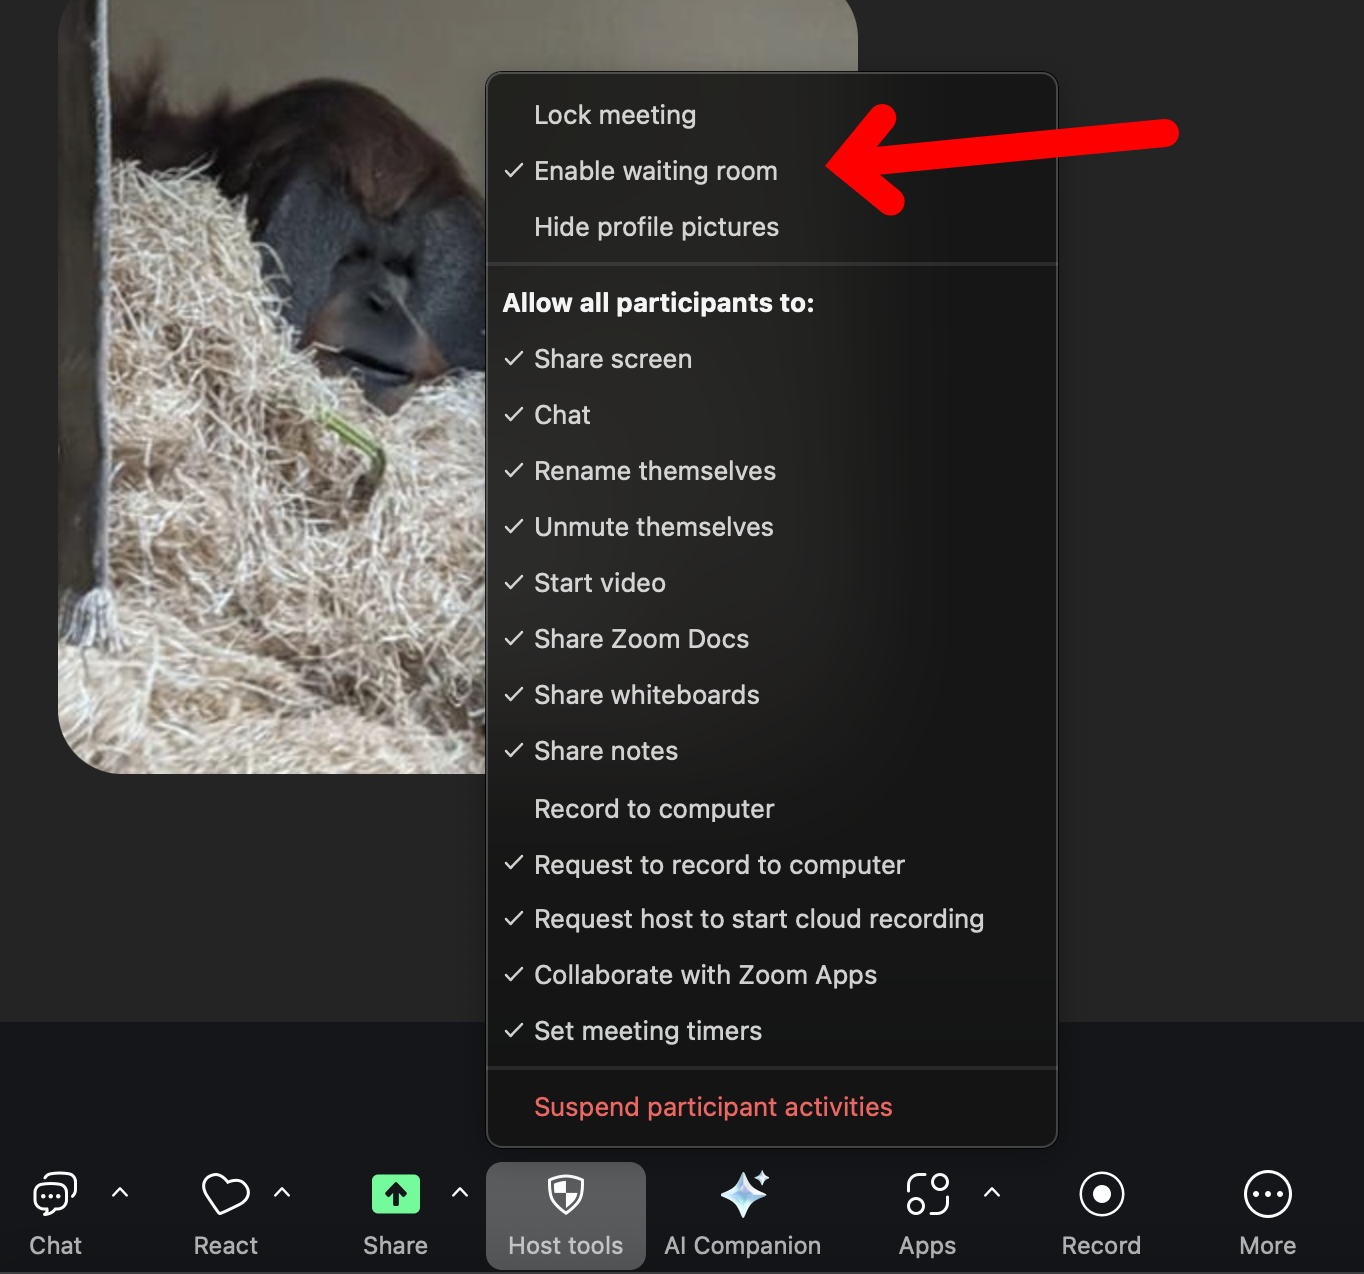 Lock meeting
Enable waiting room
Hide profile pictures
Allow all participants to:
Share screen
Chat
Rename themselves
Unmute themselves
Start video
Share Zoom Docs
Share whiteboards
Share notes
Record to computer
Request to record to computer
Request host to start cloud recording
Collaborate with Zoom Apps
Set meeting timers
Suspend participant activities
Chat
React
Share
Host tools
AI Companion
Apps
Record
More